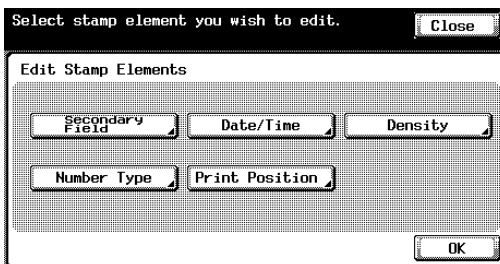 Select stamp element you wish to edit.
Close
Edit Stamp Elements
Secondary
Field
Date/Time
Density
Number Type
Print Position
OK